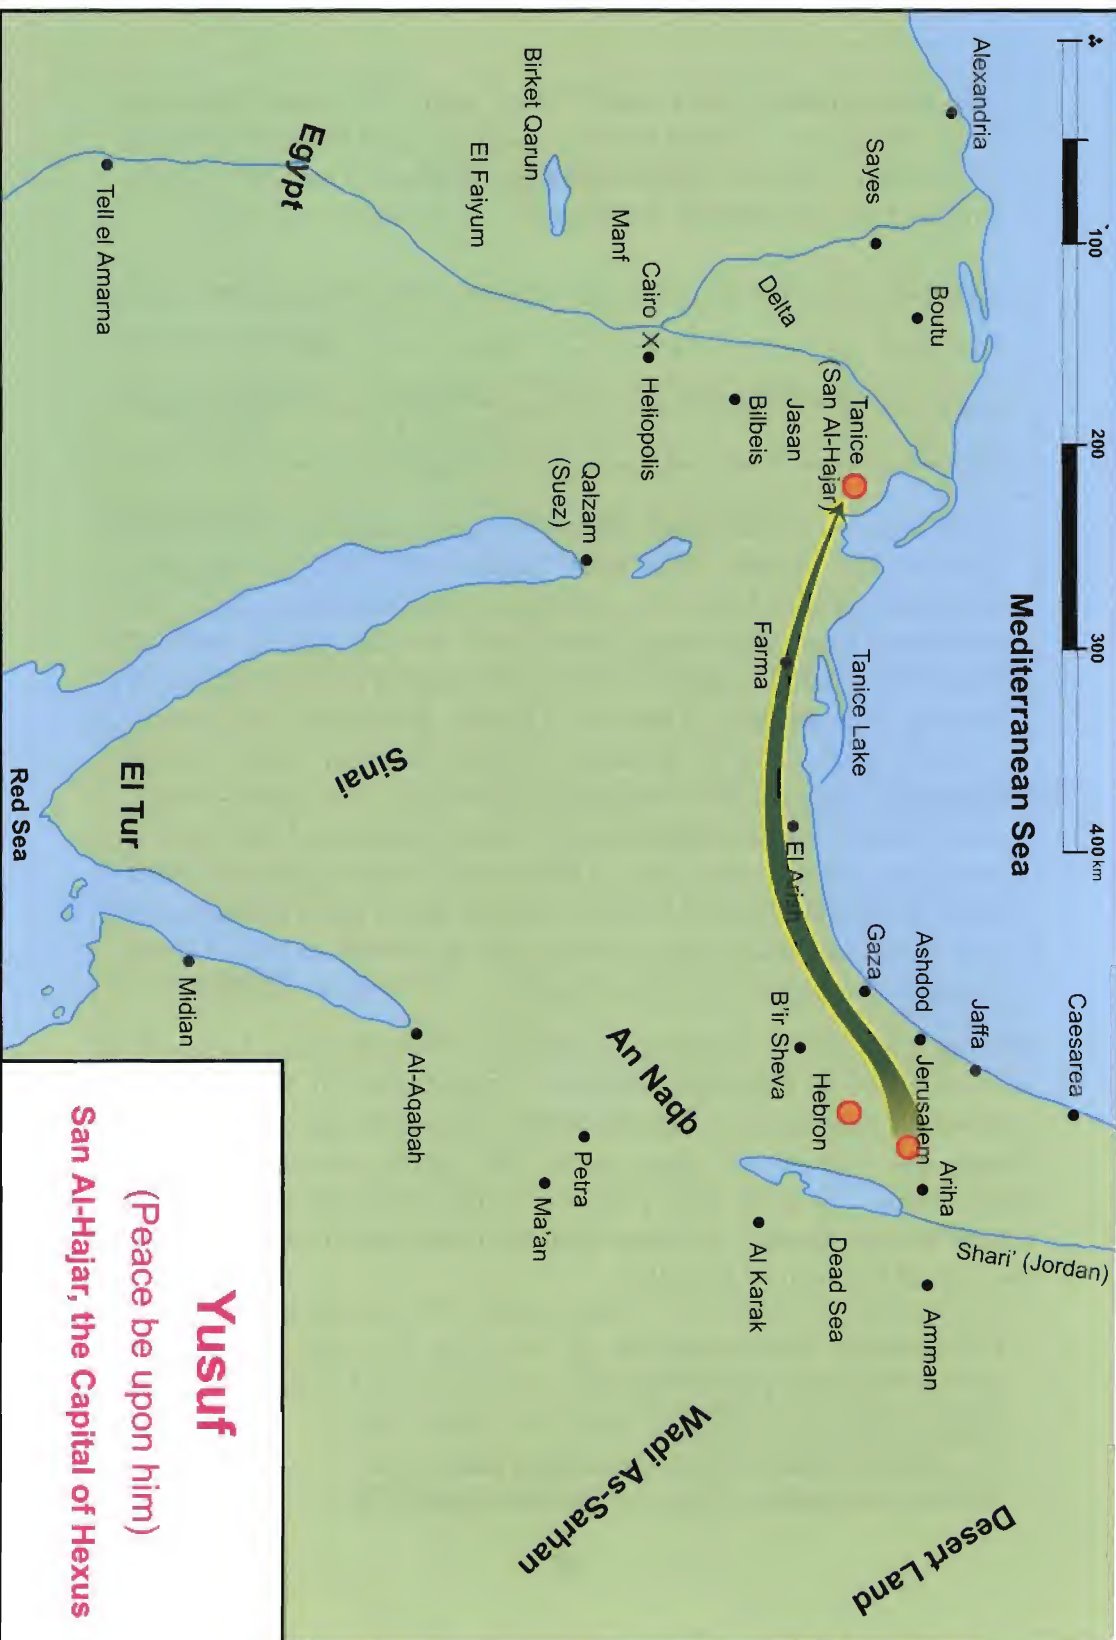 100
200
300
400 km
Mediterranean Sea
Alexandria
Sayes
Boutu
Delta
Tanice
(San Al-Hajar)
Jasan
Bilbeis
Birket Qarun
El Faiyum
Manf
Cairo X
Heliopolis
Egypt
Tell el Amarna
Qalzam
(Suez)
Tanice Lake
Farma
El Arish
Sinai
El Tur
Red Sea
Caesarea
Jaffa
Ashdod
Gaza
Jerusalem
Ariha
Hebron
B'ir Sheva
An Naqb
Shari' (Jordan)
Amman
Dead Sea
Al Karak
Petra
Ma'an
Al-Aqabah
Midian
Wadi As-Sarhan
Desert Land
Yusuf
(Peace be upon him)
San Al-Hajar, the Capital of Hexus